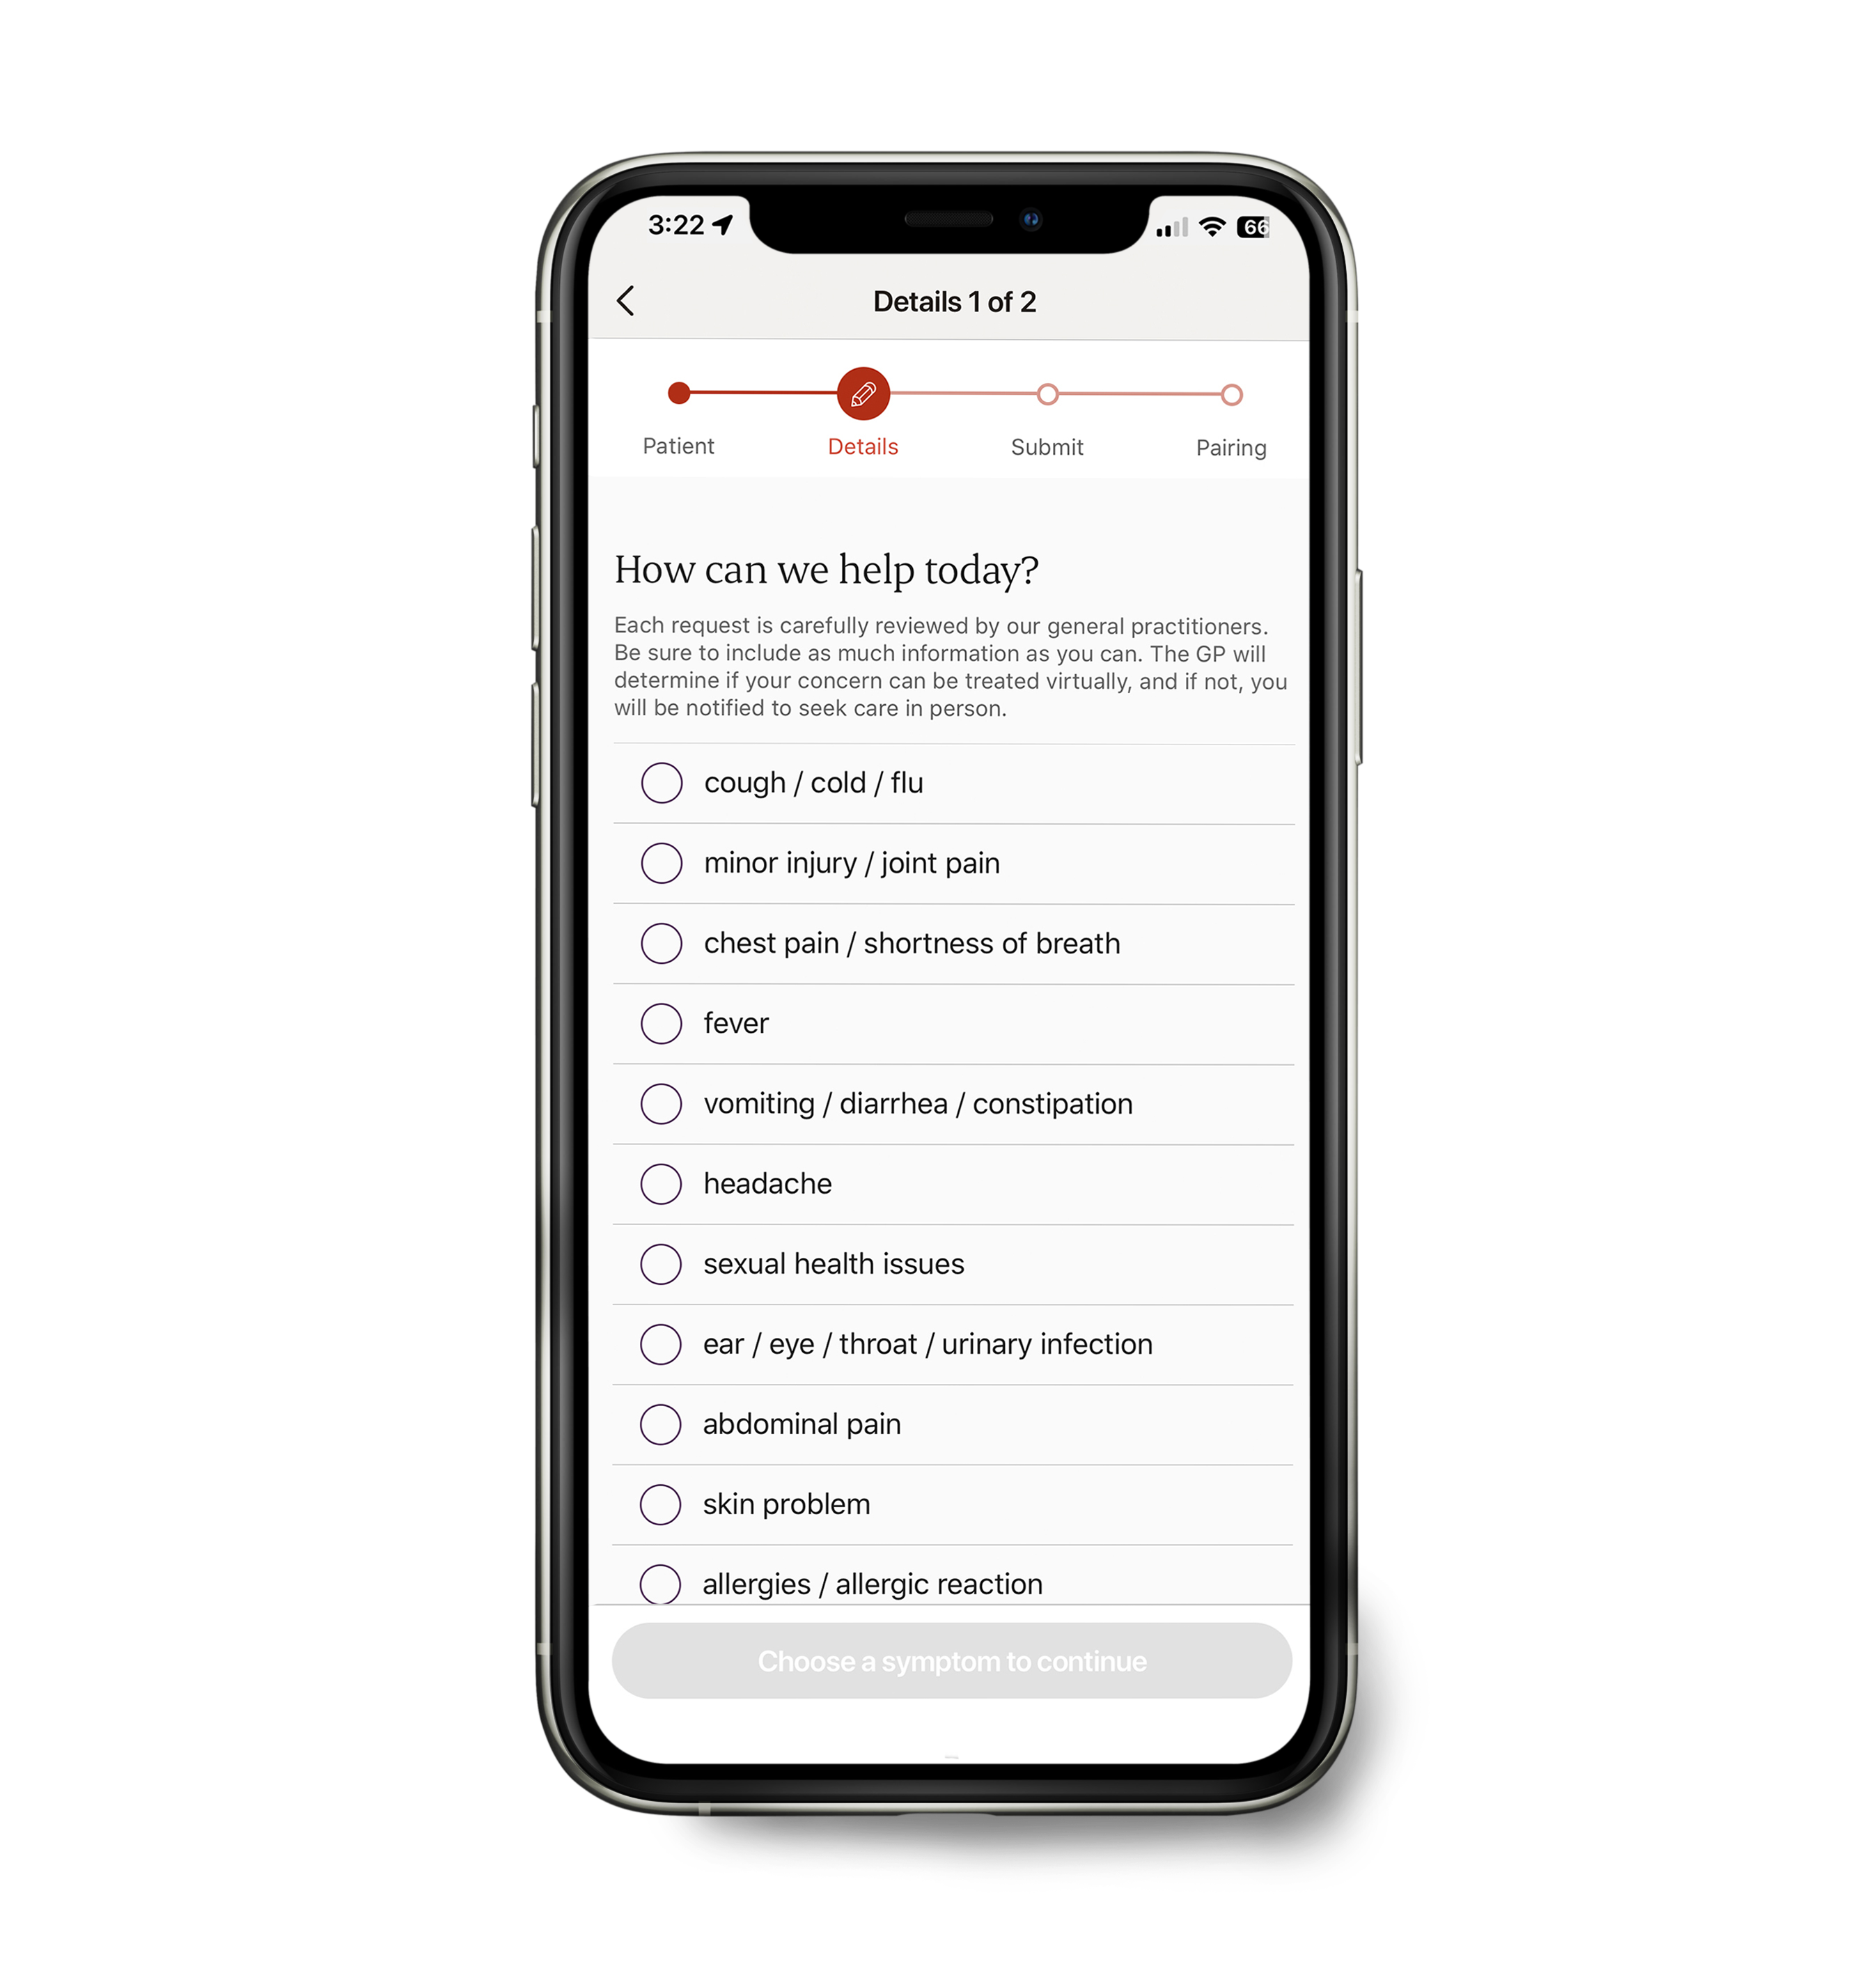 3:22
66
Details 1 of 2
Patient Details Submit Pairing
How can we help today?
Each request is carefully reviewed by our general practitioners.
Be sure to include as much information as you can. The GP will
determine if your concern can be treated virtually, and if not, you
will be notified to seek care in person.
cough / cold / flu
minor injury / joint pain
chest pain / shortness of breath
fever
vomiting / diarrhea / constipation
headache
sexual health issues
ear / eye / throat / urinary infection
abdominal pain
skin problem
allergies / allergic reaction
Choose a symptom to continue